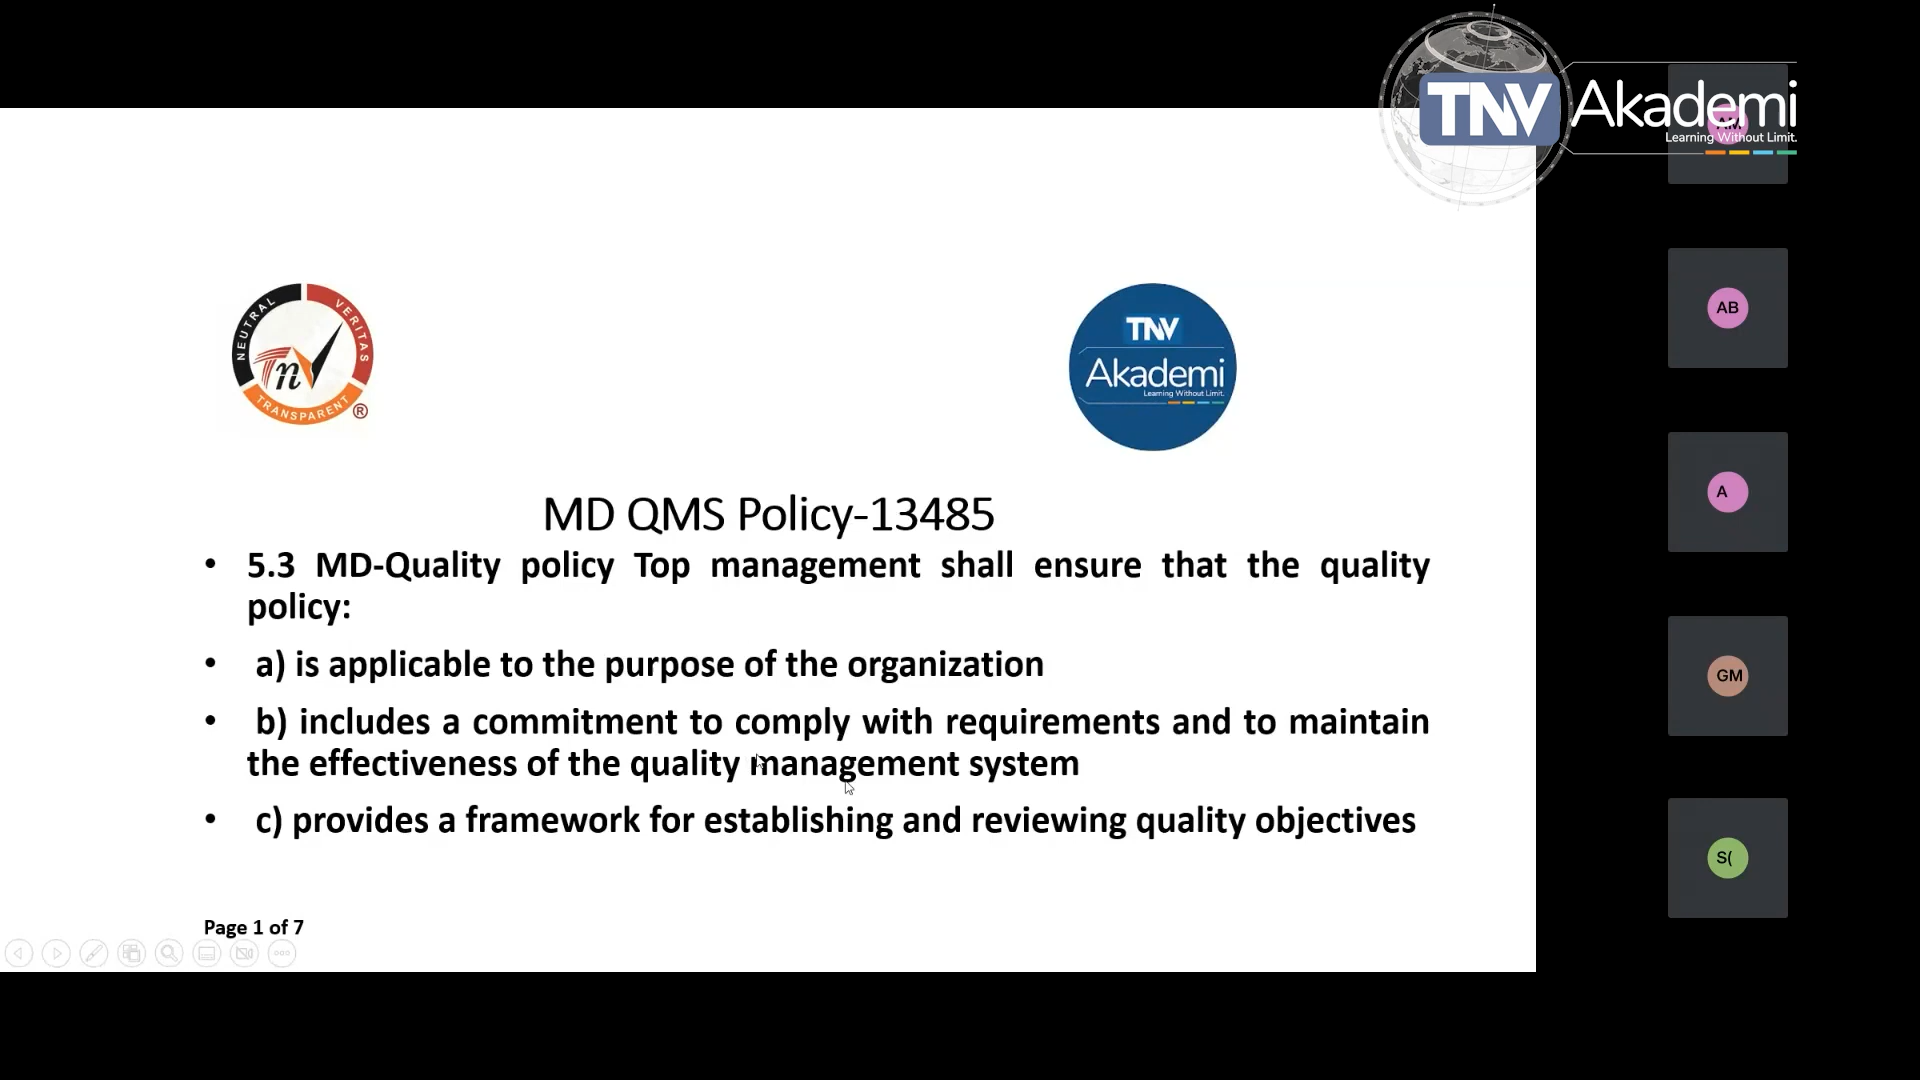 TNV Akademi
Learning Without Limit.
AM
AB
A
GM
S(
NEUTRAL
VERITAS
TRANSPARENT
TnV
®
TNV
Akademi
Learning Without Limit.
MD QMS Policy-13485
• 5.3 MD-Quality policy Top management shall ensure that the quality
policy:
• a) is applicable to the purpose of the organization
• b) includes a commitment to comply with requirements and to maintain
the effectiveness of the quality management system
• c) provides a framework for establishing and reviewing quality objectives
Page 1 of 7